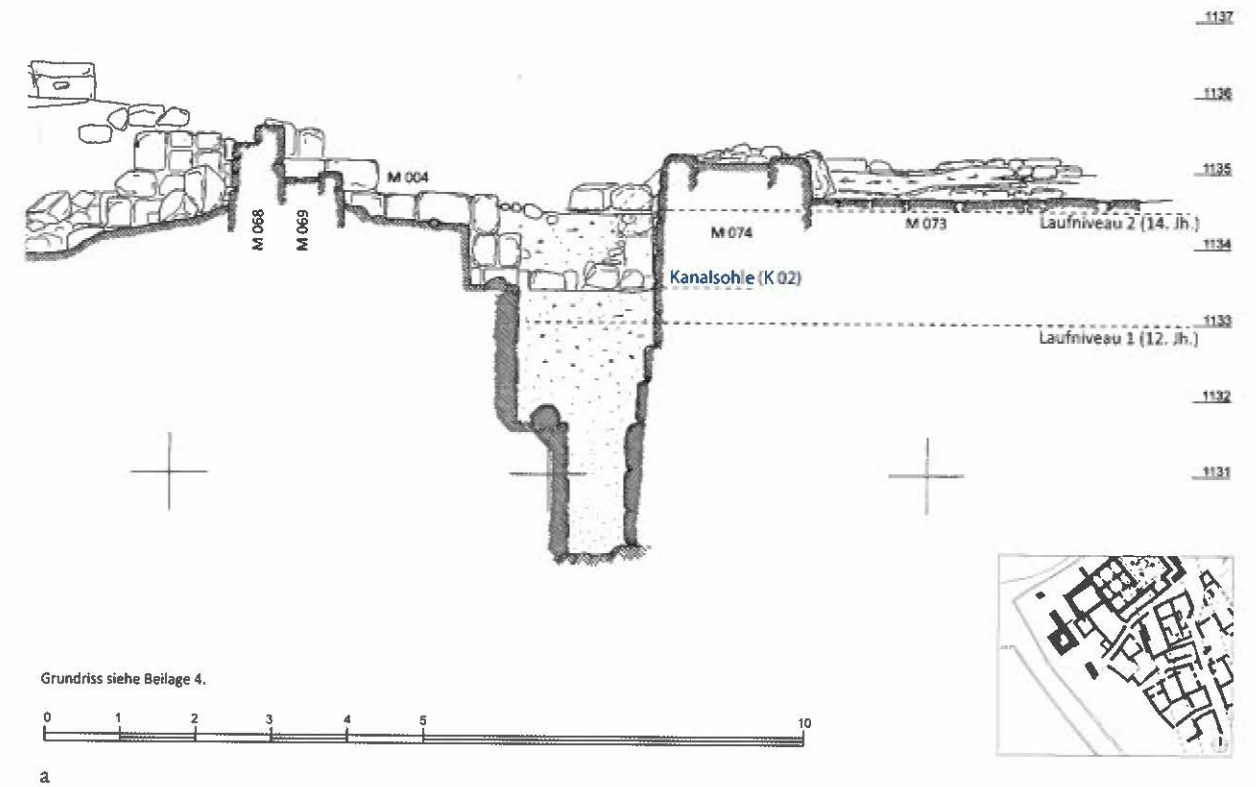 1137
1136
1135
1134
1133
1132
1131
M 004
M 068
M 069
M 074
M 073
Laufniveau 2 (14. Jh.)
Kanalsohle (K 02)
Laufniveau 1 (12. Jh.)
Grundriss siehe Beilage 4.
0 1 2 3 4 5 10
a